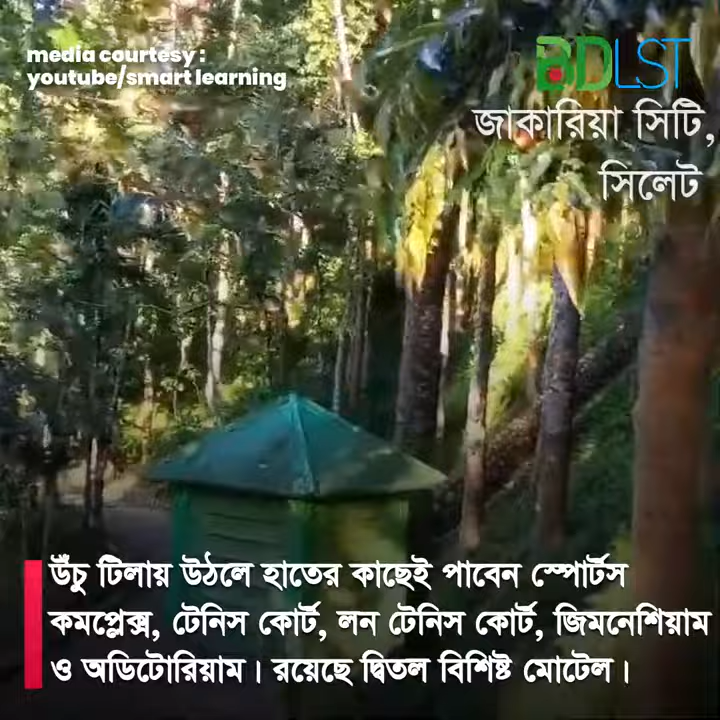 media courtesy :
youtube/smart learning
BDLST
জাকারিয়া সিটি,
সিলেট
উঁচু টিলায় উঠলে হাতের কাছেই পাবেন স্পোর্টস
কমপ্লেক্স, টেনিস কোর্ট, লন টেনিস কোর্ট, জিমনেশিয়াম
ও অডিটোরিয়াম। রয়েছে দ্বিতল বিশিষ্ট মোটেল।